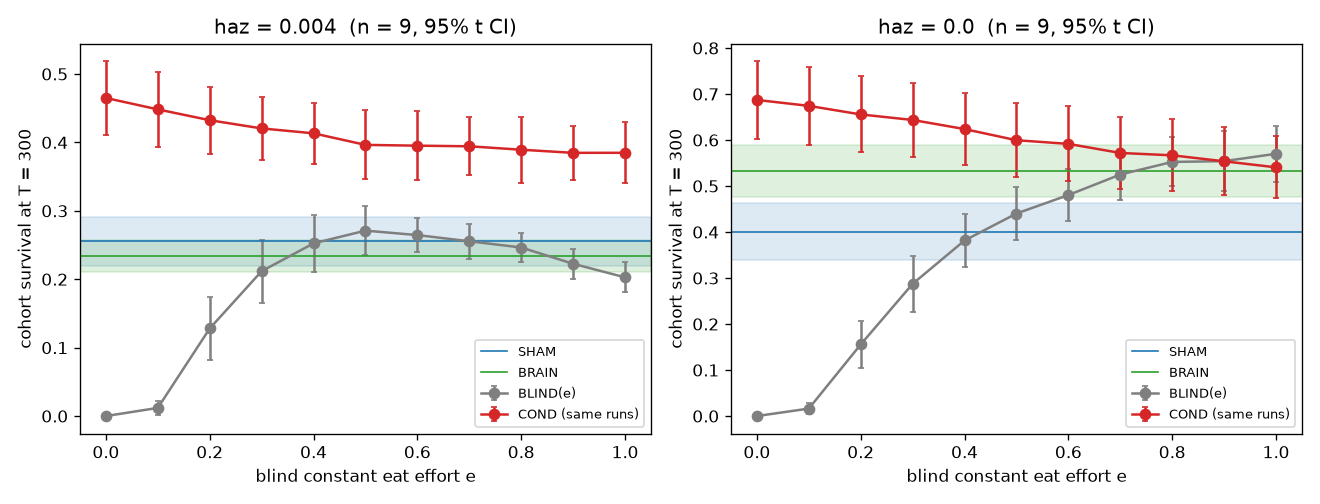 haz = 0.004  (n = 9, 95% t CI)
cohort survival at T = 300
0.5
0.4
0.3
0.2
0.1
0.0
SHAM
BRAIN
BLIND(e)
COND (same runs)
0.0 0.2 0.4 0.6 0.8 1.0
blind constant eat effort e
haz = 0.0  (n = 9, 95% t CI)
cohort survival at T = 300
0.8
0.7
0.6
0.5
0.4
0.3
0.2
0.1
0.0
SHAM
BRAIN
BLIND(e)
COND (same runs)
0.0 0.2 0.4 0.6 0.8 1.0
blind constant eat effort e